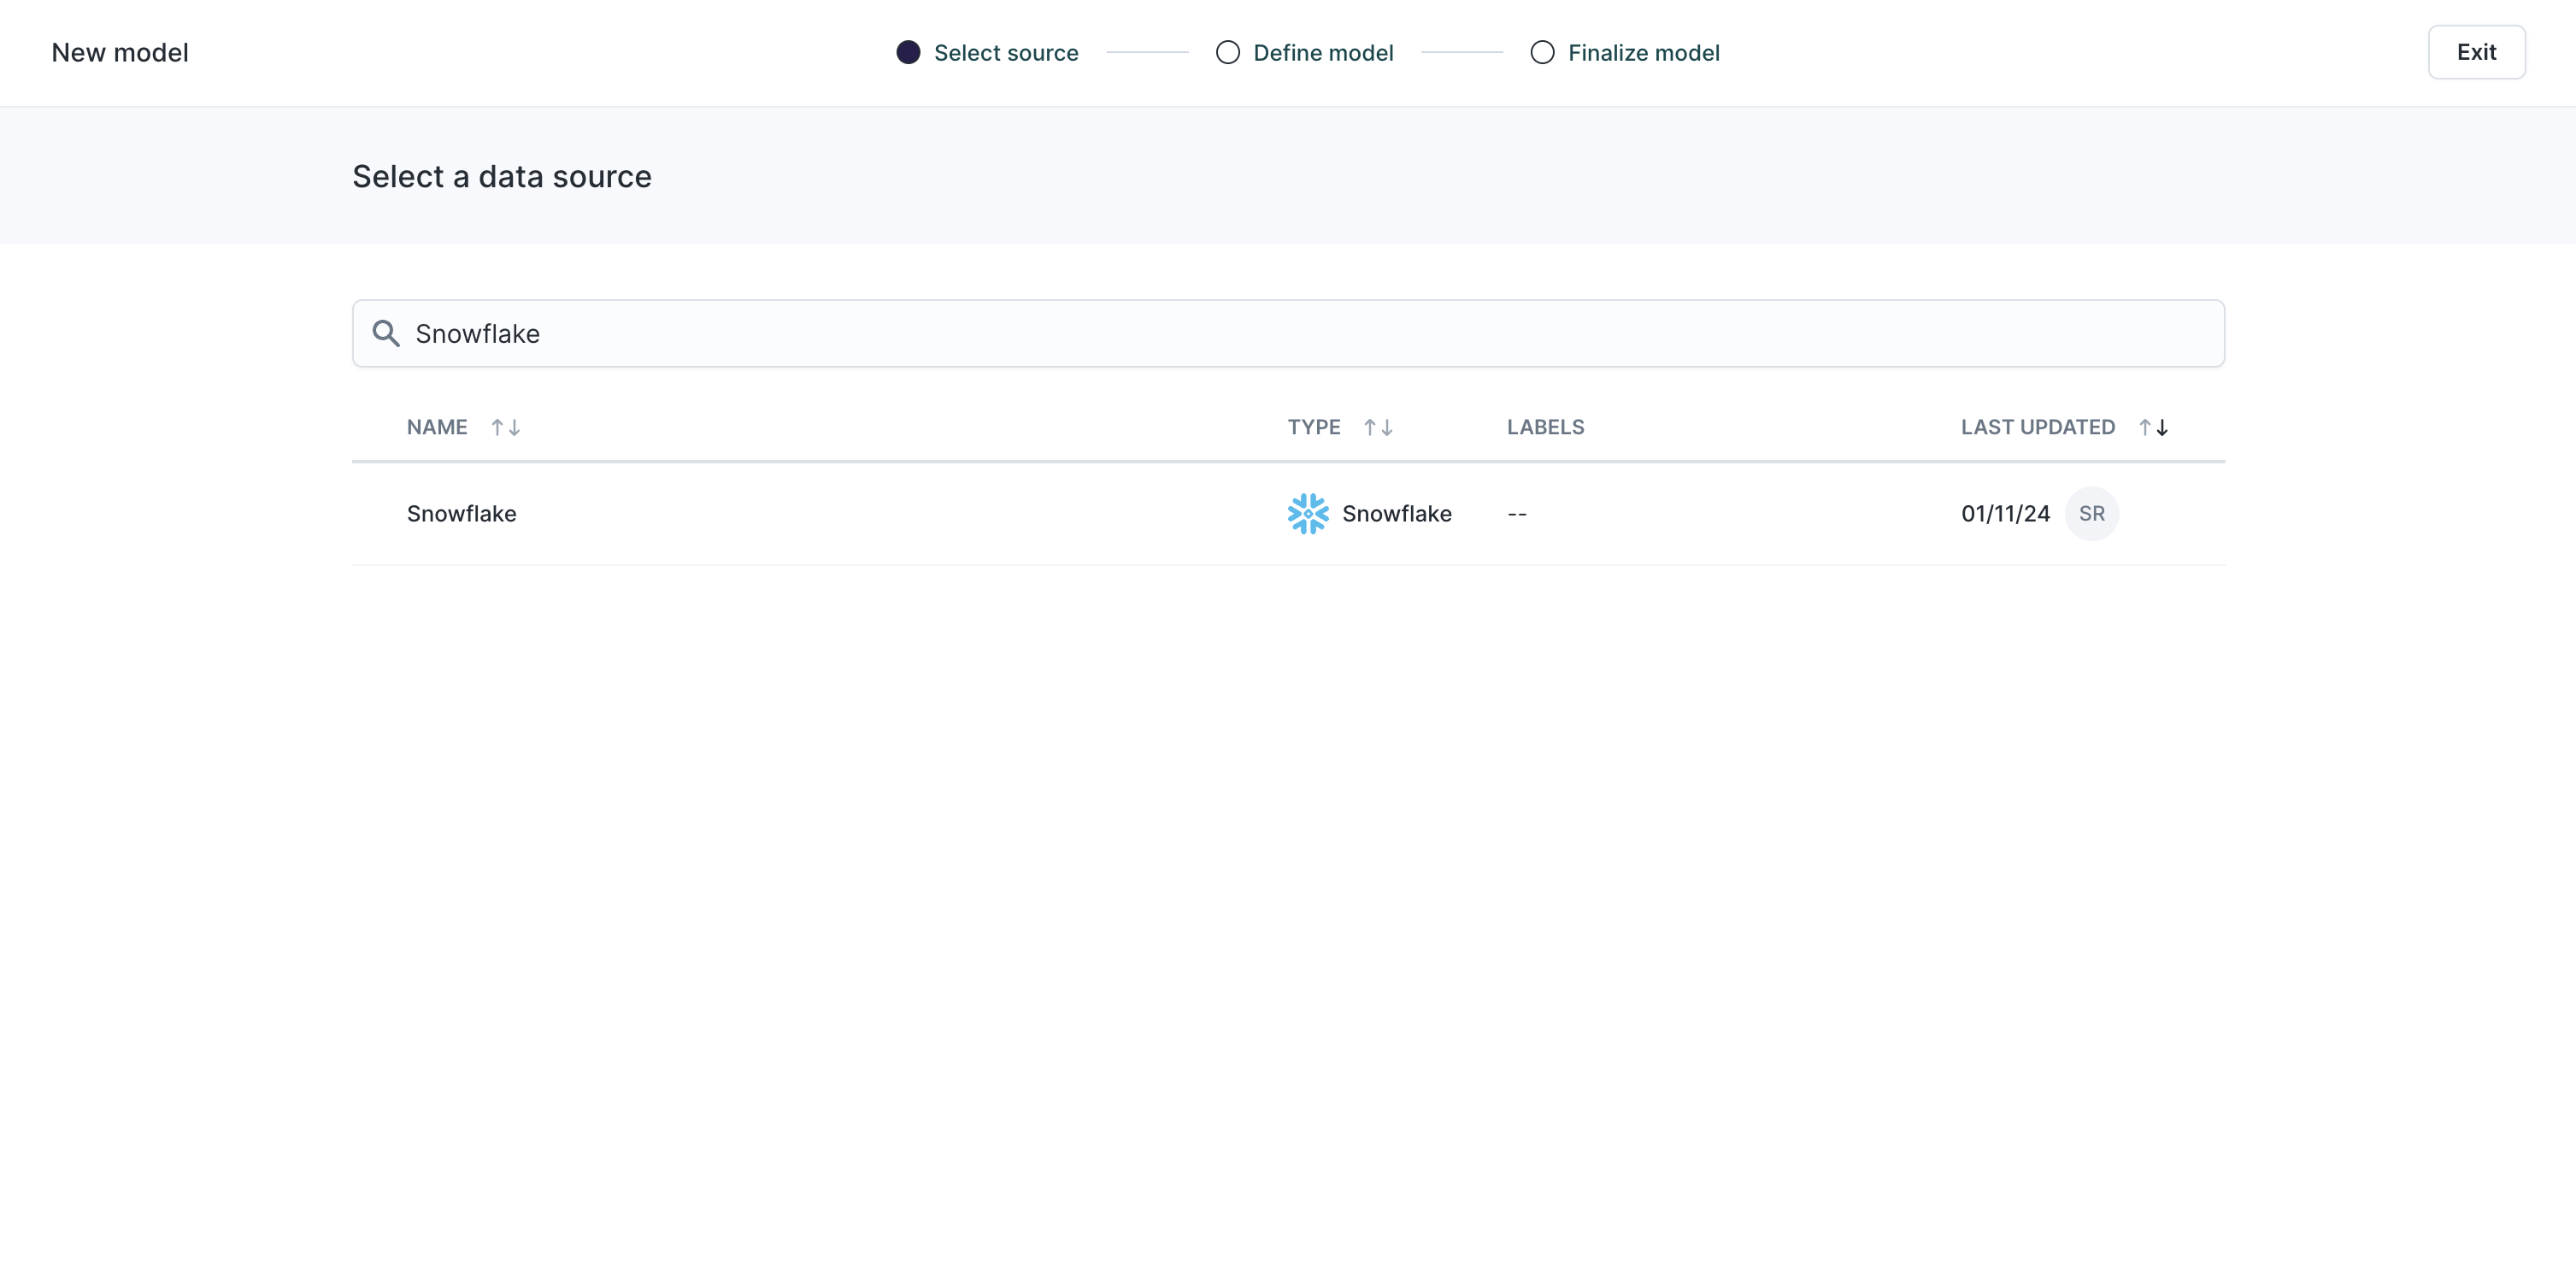 New model
Select source
Define model
Finalize model
Exit
Select a data source
Snowflake
NAME TYPE LABELS LAST UPDATED
Snowflake Snowflake -- 01/11/24 SR